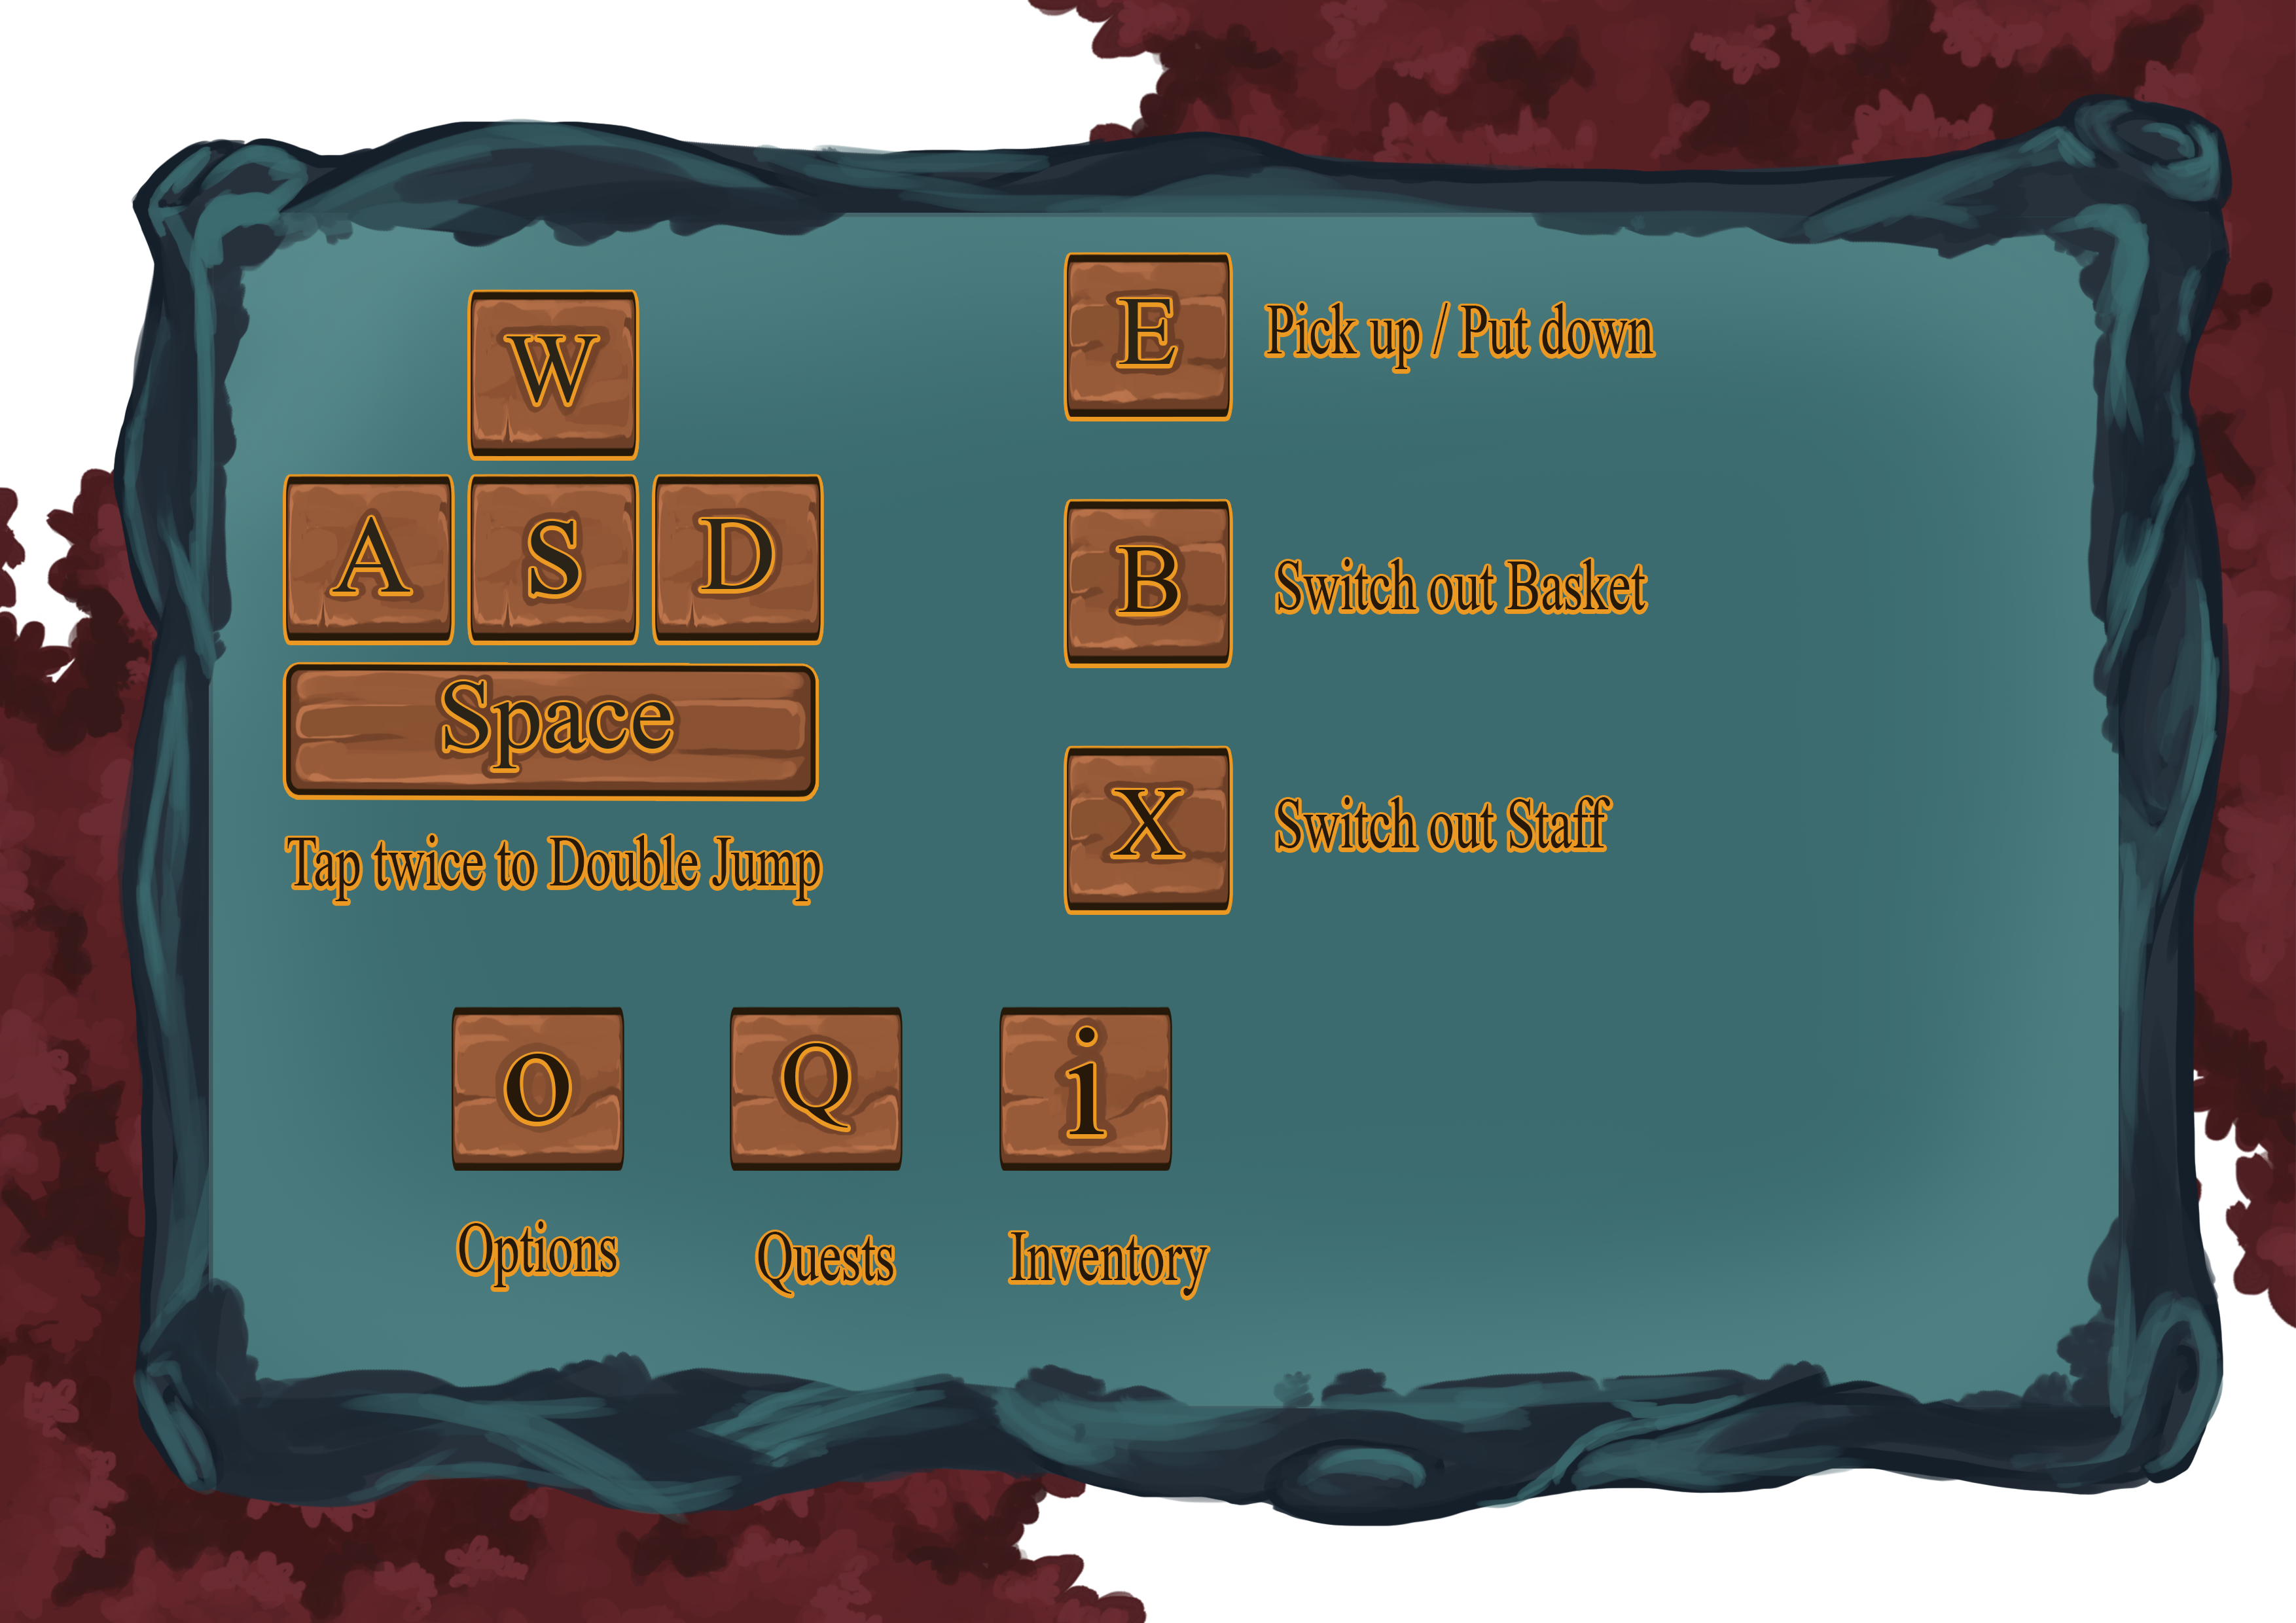 W
A S D
Space
Tap twice to Double Jump
E Pick up / Put down
B Switch out Basket
X Switch out Staff
O Q i
Options Quests Inventory